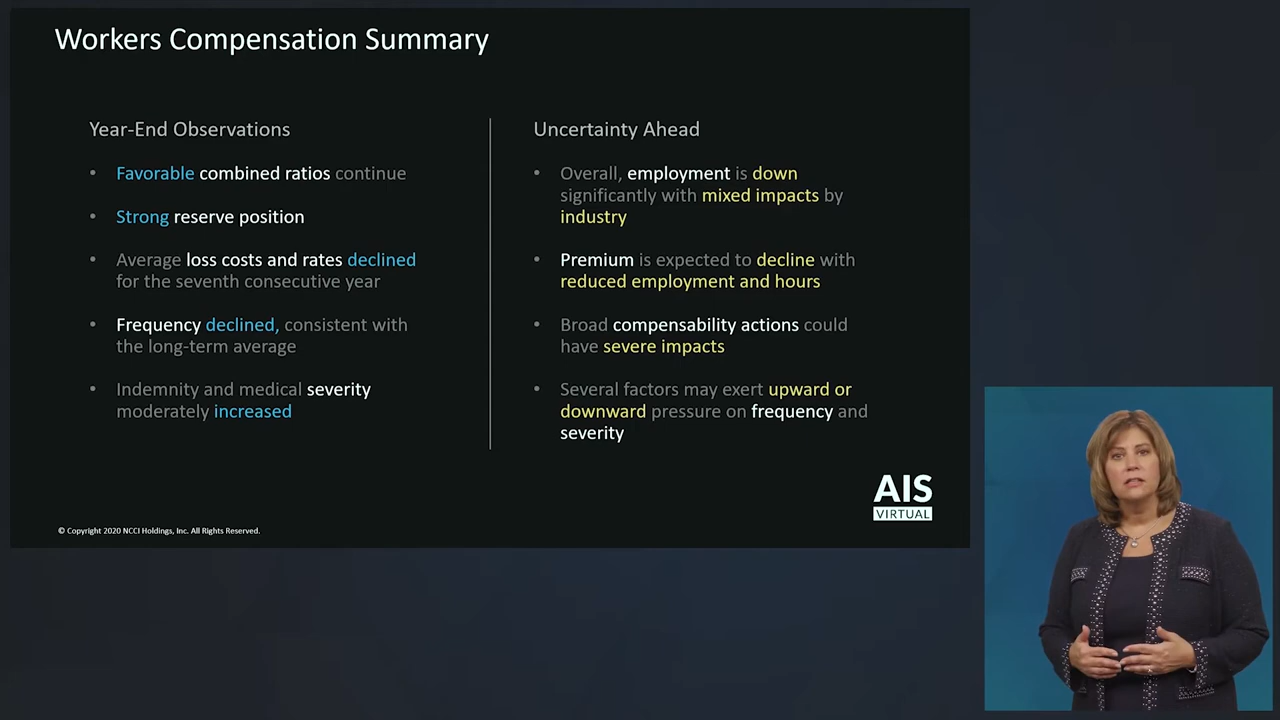 Workers Compensation Summary
Year-End Observations
• Favorable combined ratios continue
• Strong reserve position
• Average loss costs and rates declined
for the seventh consecutive year
• Frequency declined, consistent with
the long-term average
• Indemnity and medical severity
moderately increased
Uncertainty Ahead
• Overall, employment is down
significantly with mixed impacts by
industry
• Premium is expected to decline with
reduced employment and hours
• Broad compensability actions could
have severe impacts
• Several factors may exert upward or
downward pressure on frequency and
severity
AIS
VIRTUAL
© Copyright 2020 NCCI Holdings, Inc. All Rights Reserved.